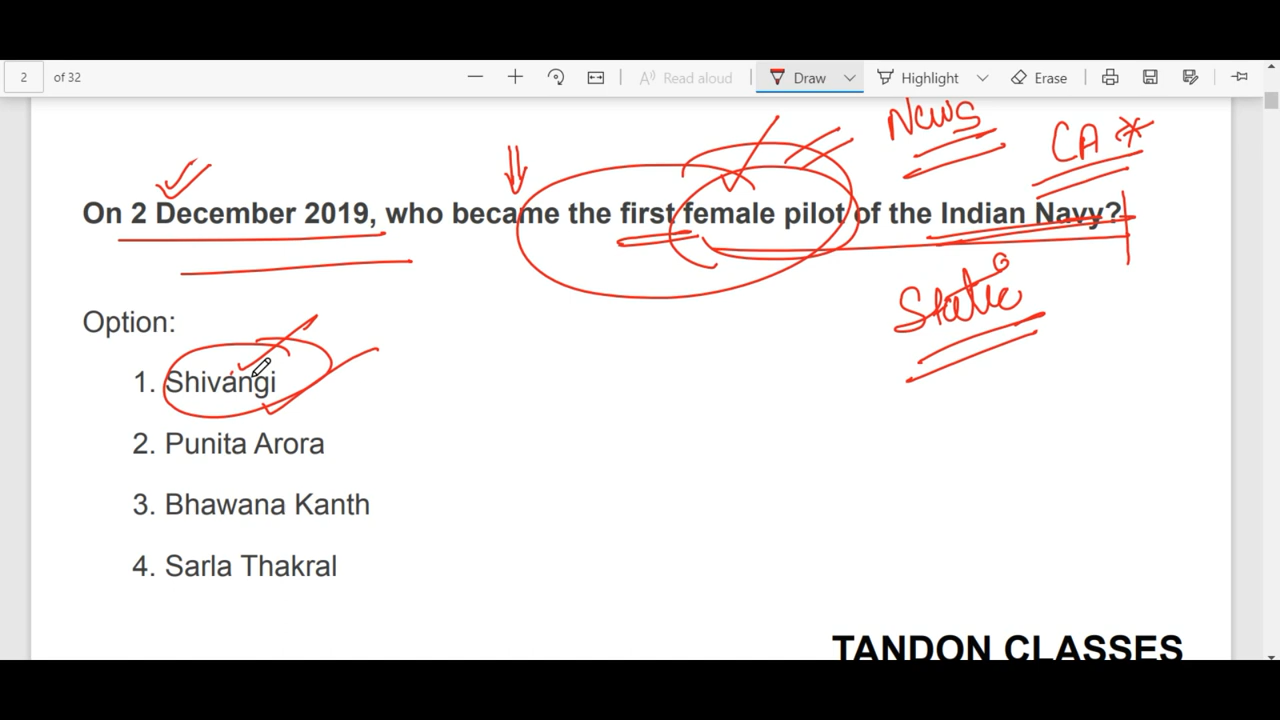 2 of 32 Read aloud Draw Highlight Erase
News
CA *
On 2 December 2019, who became the first female pilot of the Indian Navy?
Static
Option:
1. Shivangi
2. Punita Arora
3. Bhawana Kanth
4. Sarla Thakral
TANDON CLASSES